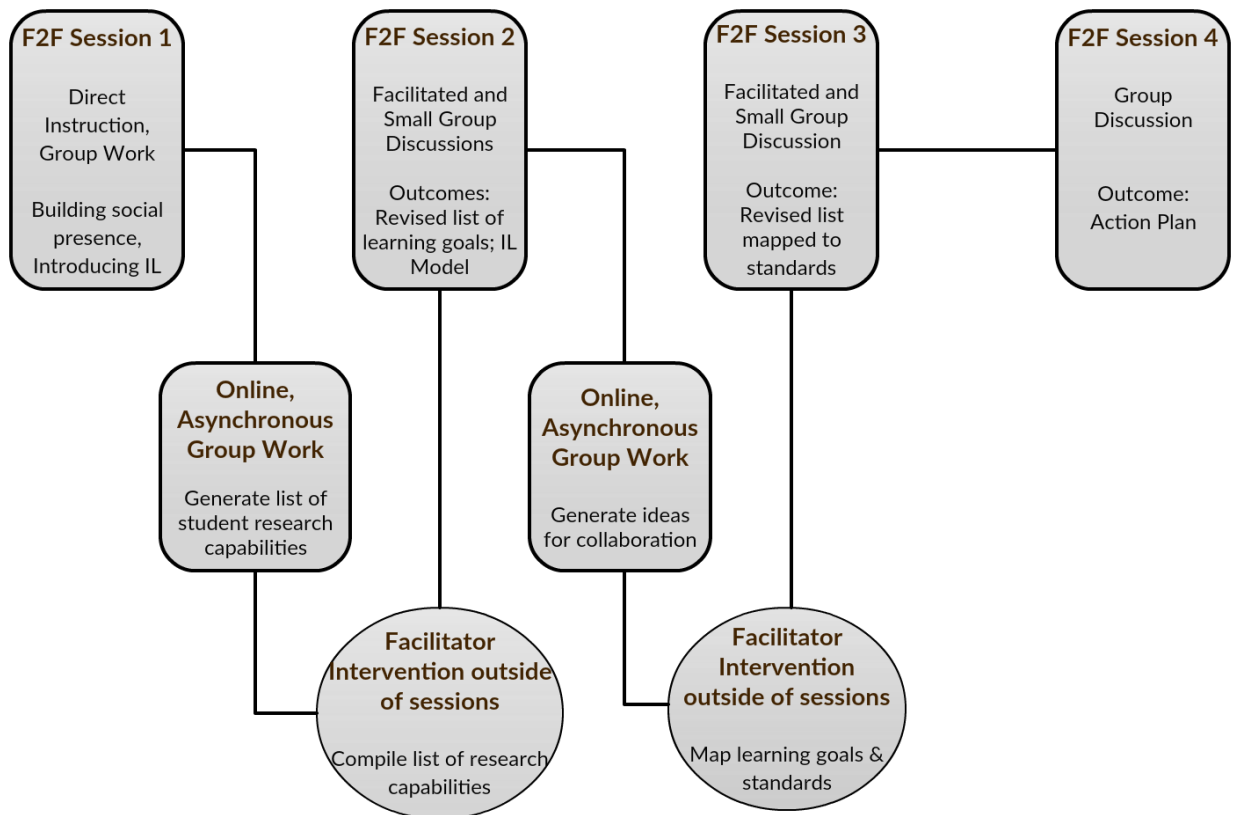 F2F Session 1
Direct
Instruction,
Group Work
Building social
presence,
Introducing IL
F2F Session 2
Facilitated and
Small Group
Discussions
Outcomes:
Revised list of
learning goals; IL
Model
F2F Session 3
Facilitated and
Small Group
Discussion
Outcome:
Revised list
mapped to
standards
F2F Session 4
Group
Discussion
Outcome:
Action Plan
Online,
Asynchronous
Group Work
Generate list of
student research
capabilities
Online,
Asynchronous
Group Work
Generate ideas
for collaboration
Facilitator
Intervention outside
of sessions
Compile list of research
capabilities
Facilitator
Intervention
outside of sessions
Map learning goals &
standards